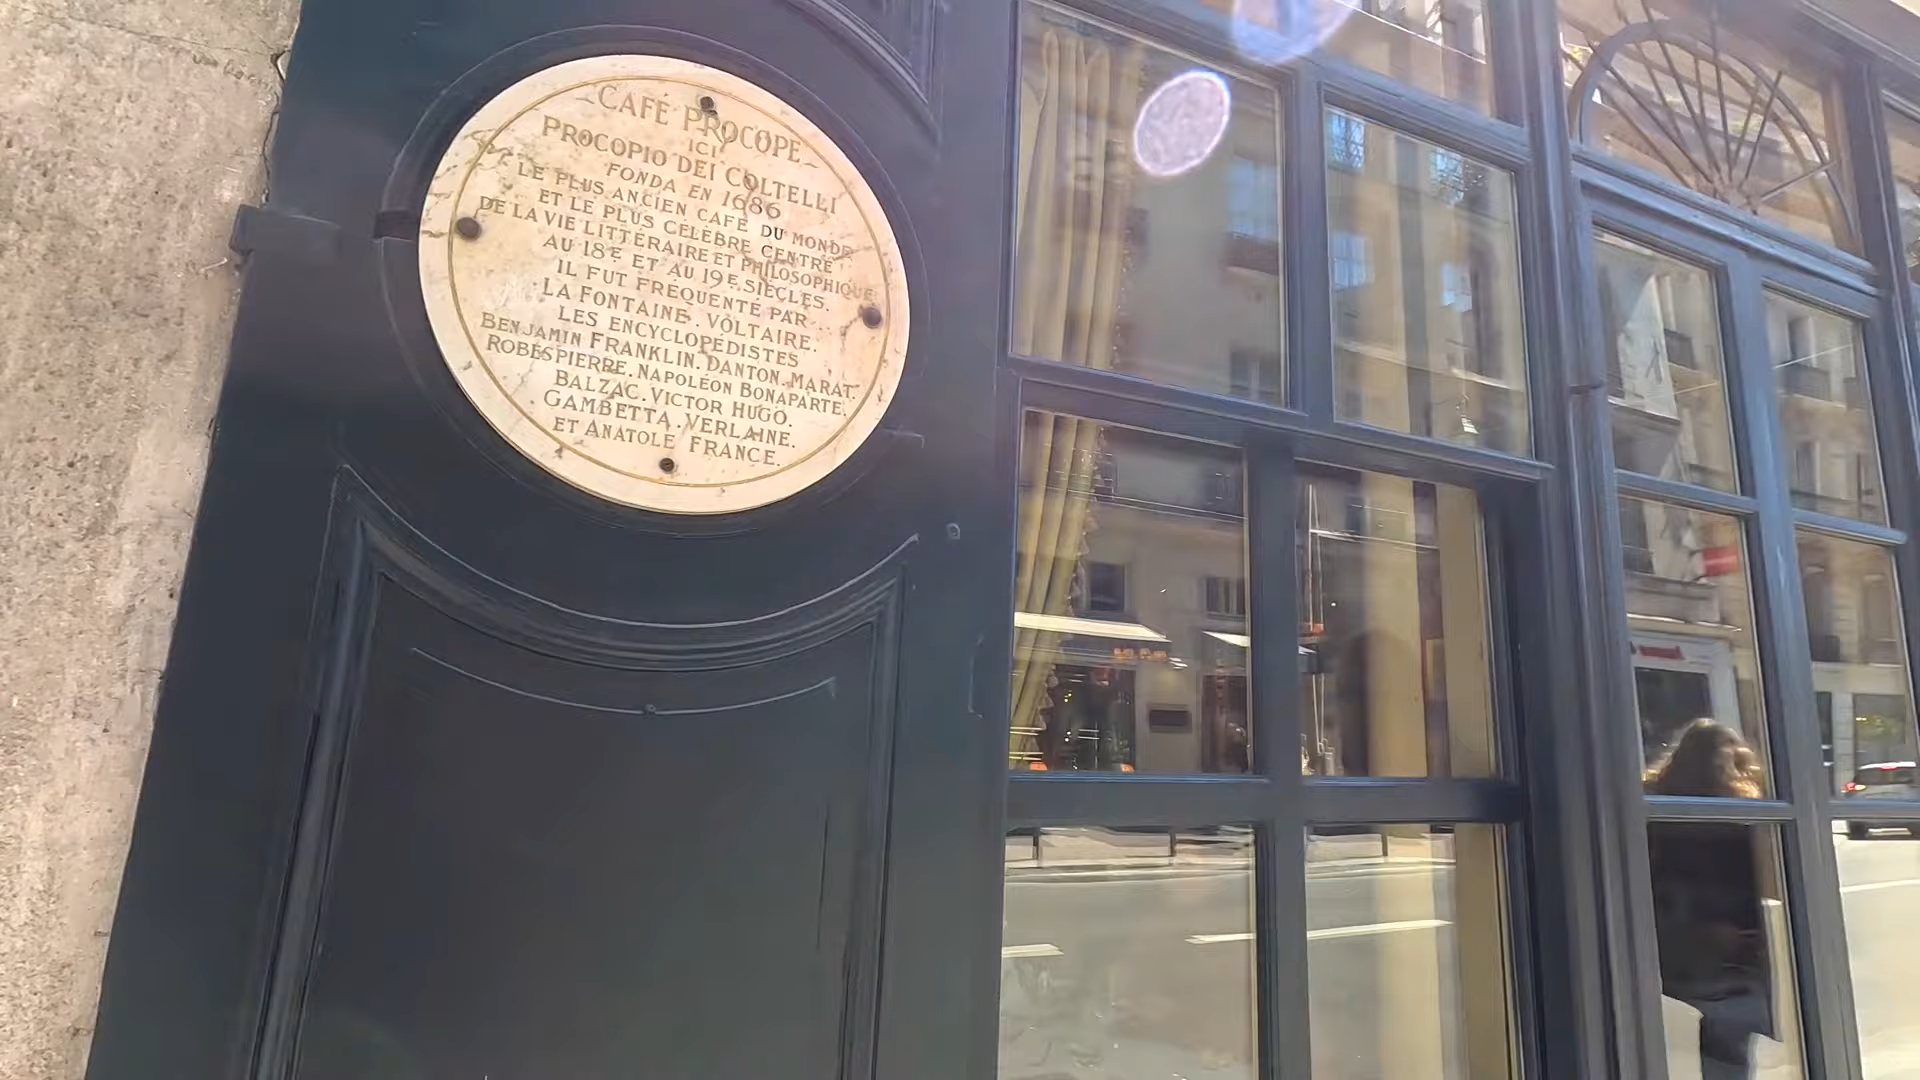 CAFÉ PROCOPE
ICI
PROCOPIO DEI COLTELLI
FONDA EN 1686
LE PLUS ANCIEN CAFÉ DU MONDE
ET LE PLUS CÉLÈBRE CENTRE
DE LA VIE LITTÉRAIRE ET PHILOSOPHIQUE
AU 18E ET AU 19E SIÈCLES.
IL FUT FRÉQUENTÉ PAR...
LA FONTAINE. VOLTAIRE.
LES ENCYCLOPÉDISTES
BENJAMIN FRANKLIN. DANTON. MARAT.
ROBESPIERRE. NAPOLÉON BONAPARTE.
BALZAC. VICTOR HUGO.
GAMBETTA. VERLAINE.
ET ANATOLE FRANCE.